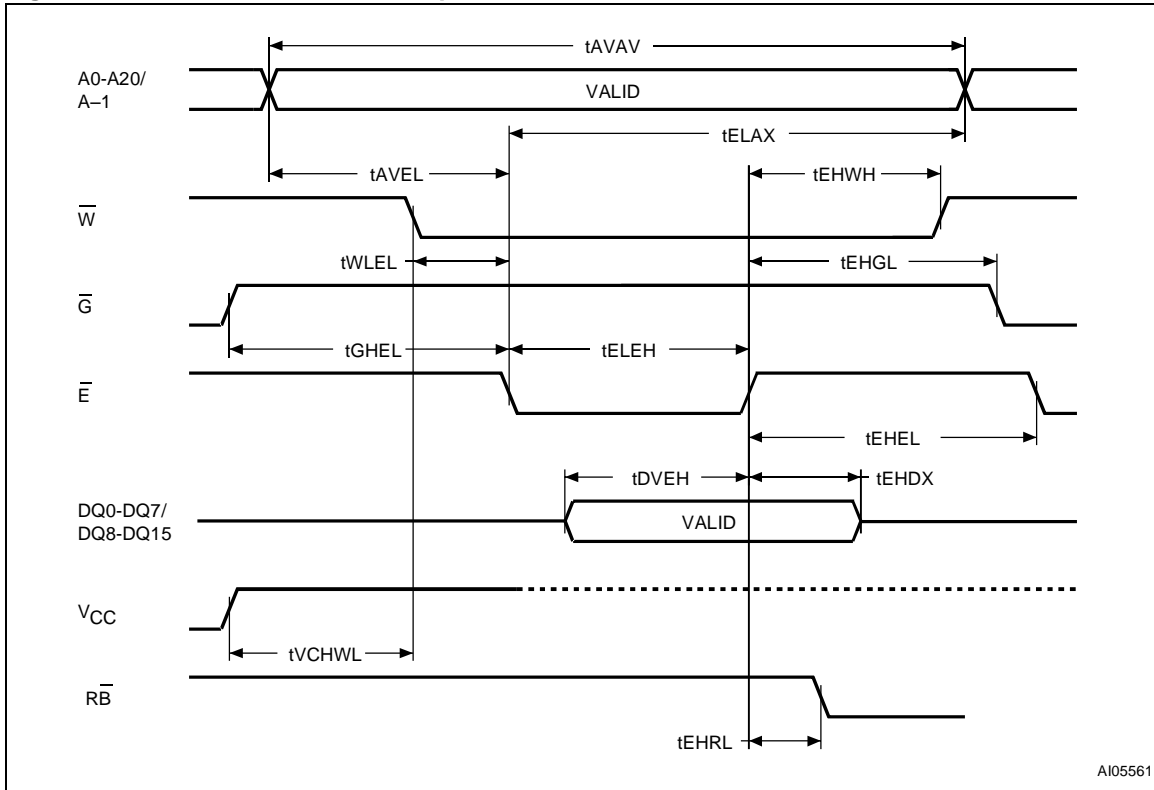 tAVAV
A0-A20/
A–1
VALID
tELAX
tAVEL
tEHWH
W̅
tWLEL
tEHGL
G̅
tGHEL
tELEH
E̅
tEHEL
tDVEH
tEHDX
DQ0-DQ7/
DQ8-DQ15
VALID
VCC
tVCHWL
RB̅
tEHRL
AI05561